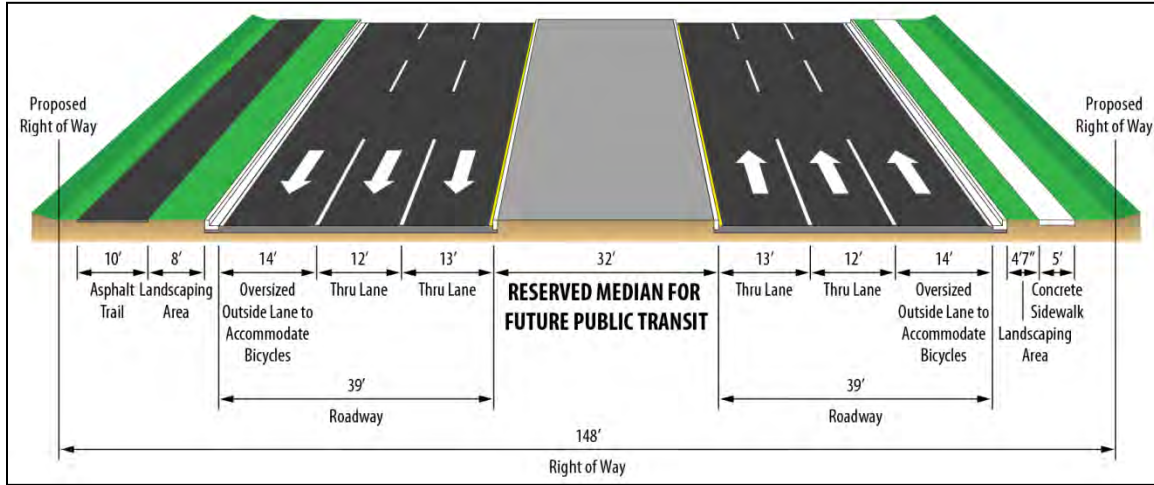 Proposed
Right of Way
Proposed
Right of Way
10’
8’
14’
12’
13’
32’
13’
12’
14’
4’7”
5’
Asphalt
Trail
Landscaping
Area
Oversized
Outside Lane to
Accommodate
Bicycles
Thru Lane
Thru Lane
RESERVED MEDIAN FOR
FUTURE PUBLIC TRANSIT
Thru Lane
Thru Lane
Oversized
Outside Lane to
Accommodate
Bicycles
Landscaping
Area
Concrete
Sidewalk
39’
Roadway
39’
Roadway
148’
Right of Way